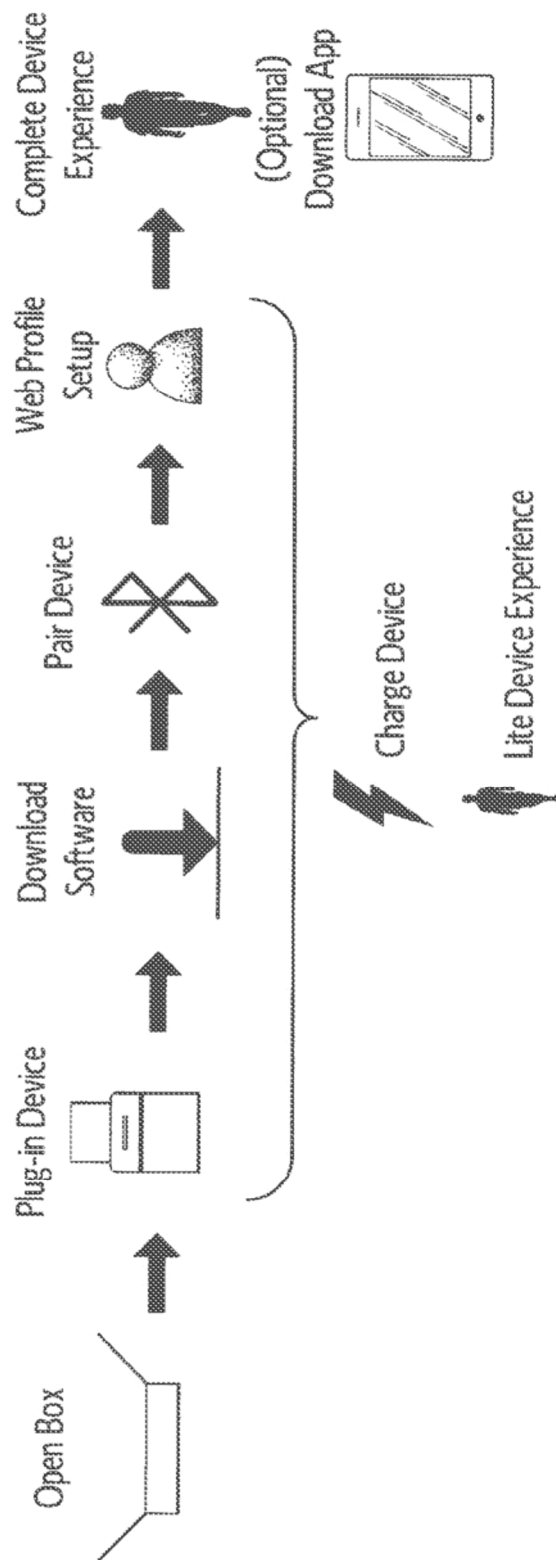 Open Box
Plug-in Device
Download
Software
Pair Device
Web Profile
Setup
Complete Device
Experience
(Optional)
Download App
Charge Device
Lite Device Experience